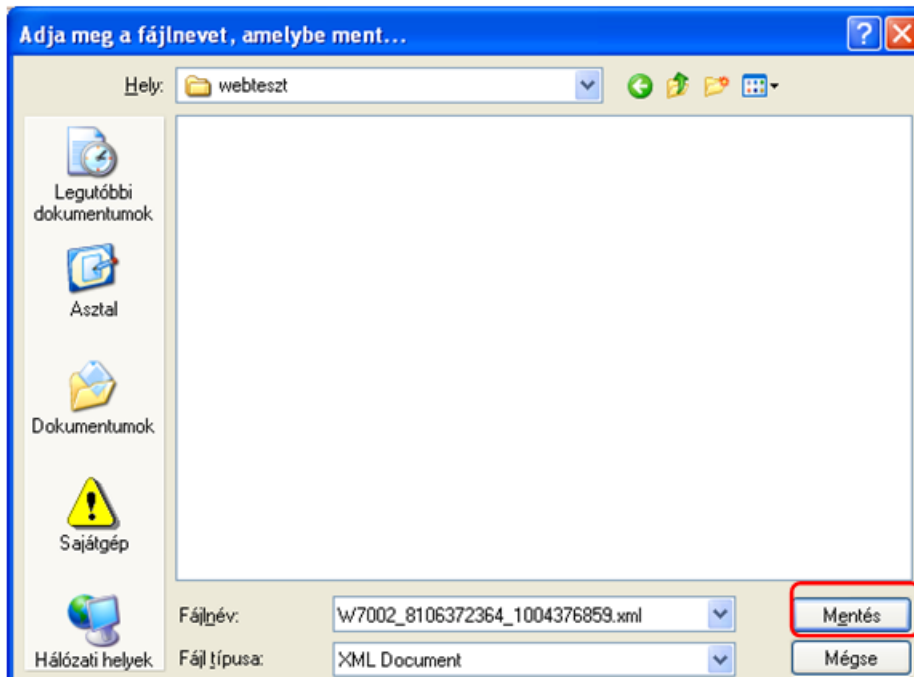 Adja meg a fájlnevet, amelybe ment...
Hely:
webteszt
Legutóbbi
dokumentumok
Asztal
Dokumentumok
Sajátgép
Hálózati helyek
Fájlnév:
W7002_8106372364_1004376859.xml
Mentés
Fájl típusa:
XML Document
Mégse